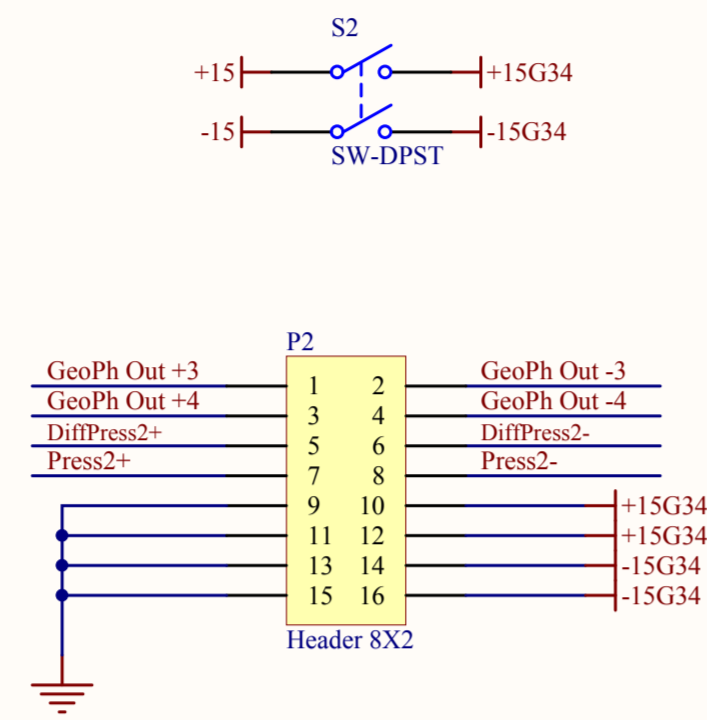 S2
+15 +15G34
-15 -15G34
SW-DPST
P2
GeoPh Out +3 1 2 GeoPh Out -3
GeoPh Out +4 3 4 GeoPh Out -4
DiffPress2+ 5 6 DiffPress2-
Press2+ 7 8 Press2-
9 10 +15G34
11 12 +15G34
13 14 -15G34
15 16 -15G34
Header 8X2